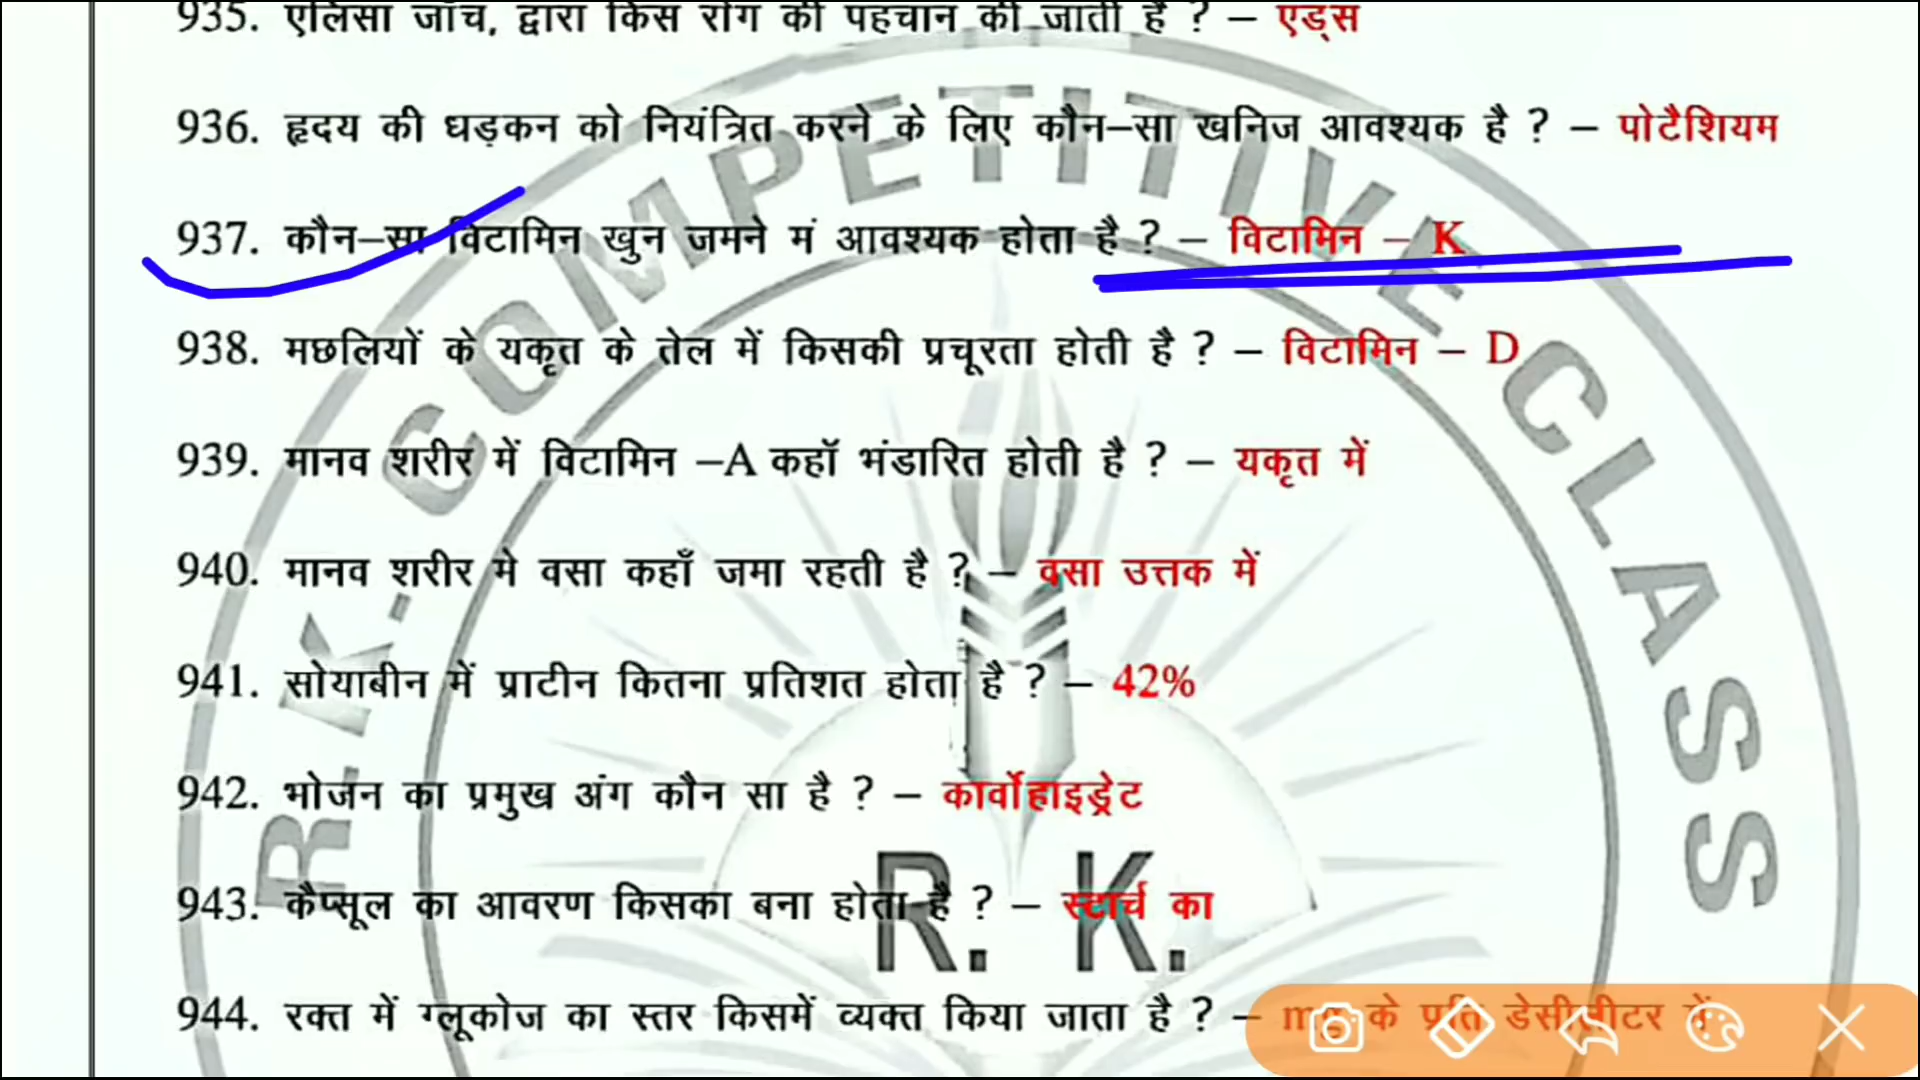 935. एलिसा जाँच, द्वारा किस रोग की पहचान की जाती है ? – एड्स
936. हृदय की धड़कन को नियंत्रित करने के लिए कौन–सा खनिज आवश्यक है ? – पोटैशियम
937. कौन–सा विटामिन खुन जमने मं आवश्यक होता है ? – विटामिन – K
938. मछलियों के यकृत के तेल में किसकी प्रचूरता होती है ? – विटामिन – D
939. मानव शरीर में विटामिन –A कहॉ भंडारित होती है ? – यकृत में
940. मानव शरीर मे वसा कहाँ जमा रहती है ? – वसा उत्तक में
941. सोयाबीन में प्राटीन कितना प्रतिशत होता है ? – 42%
942. भोजन का प्रमुख अंग कौन सा है ? – कार्वोहाइड्रेट
943. कैप्सूल का आवरण किसका बना होता है ? – स्टार्च का
944. रक्त में ग्लूकोज का स्तर किसमें व्यक्त किया जाता है ? – mg के प्रति डेसीलीटर में
R.K. COMPETITIVE CLASS
R. K.